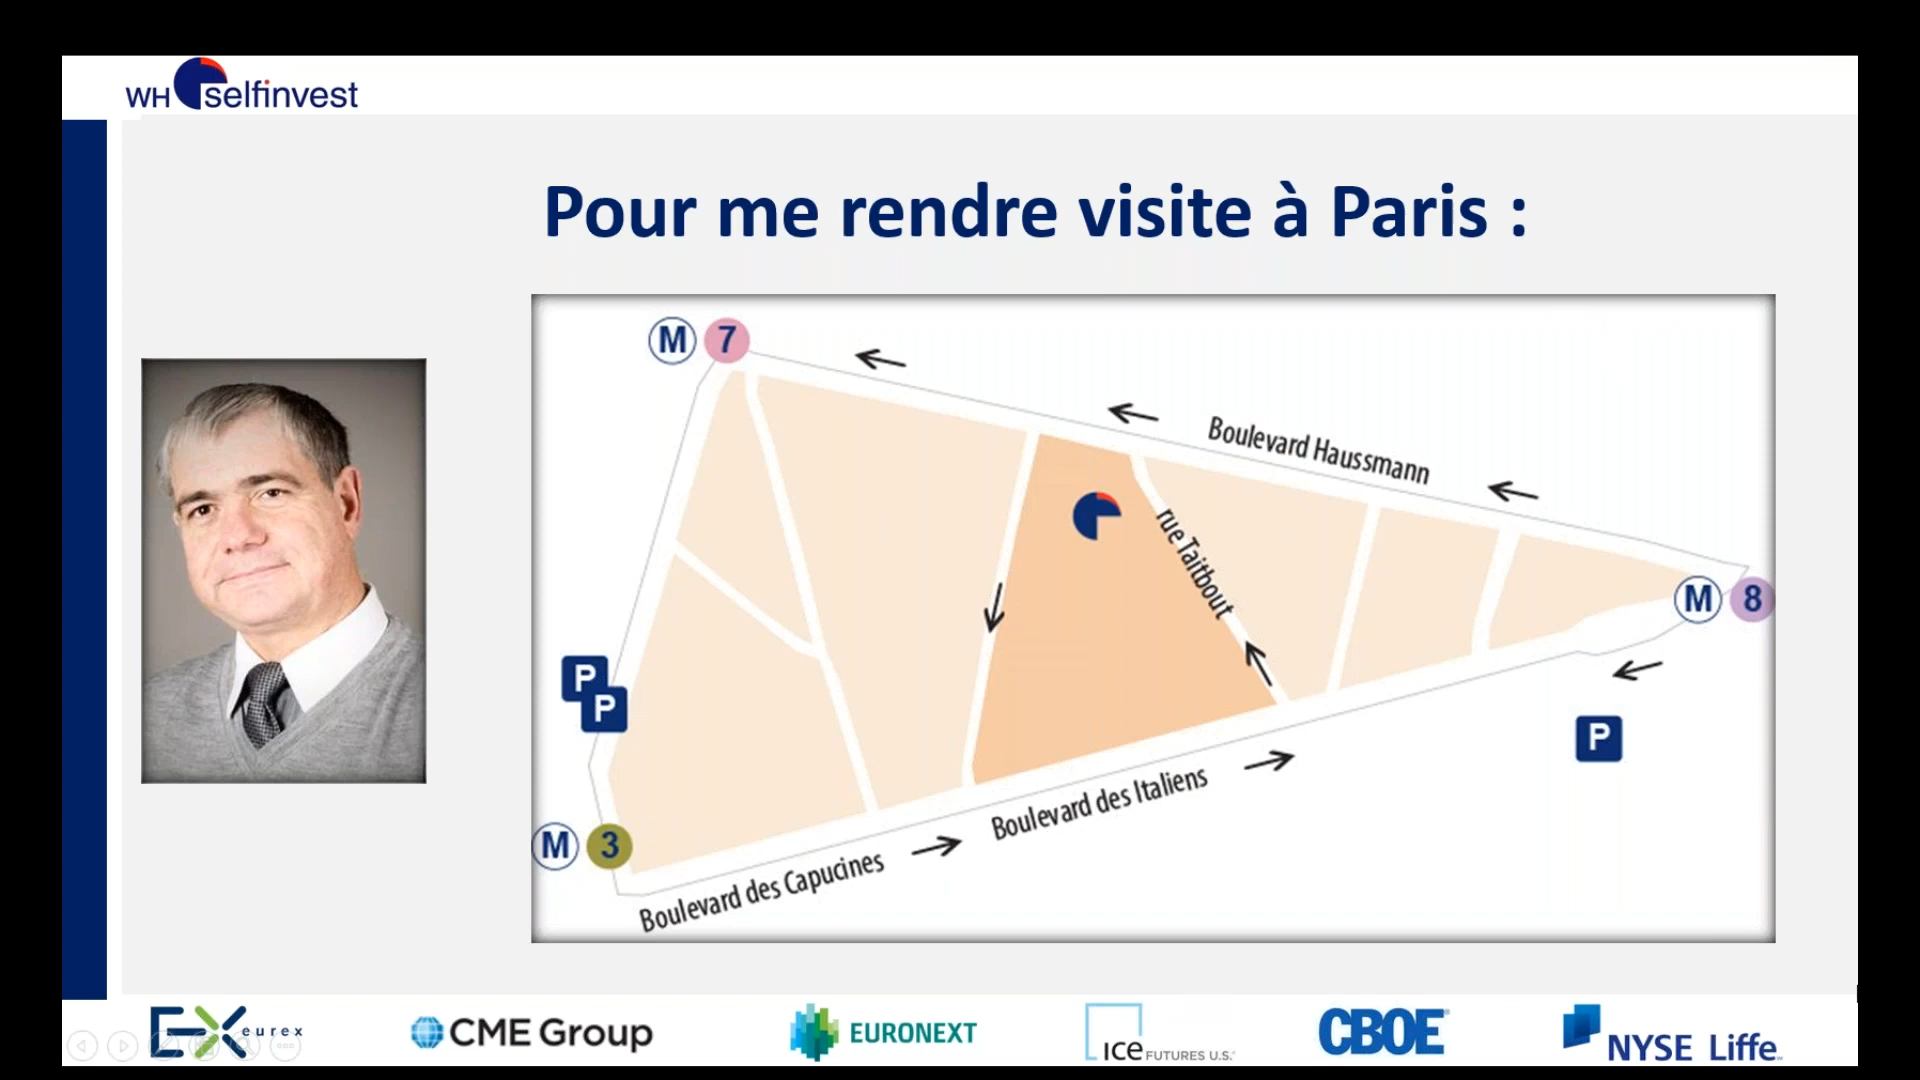 WH selfinvest
Pour me rendre visite à Paris :
M 7
Boulevard Haussmann
rue Taitbout
M 8
P
P
P
M 3
Boulevard des Italiens
Boulevard des Capucines
EX eurex
CME Group
EURONEXT
ice FUTURES U.S.
CBOE
NYSE Liffe